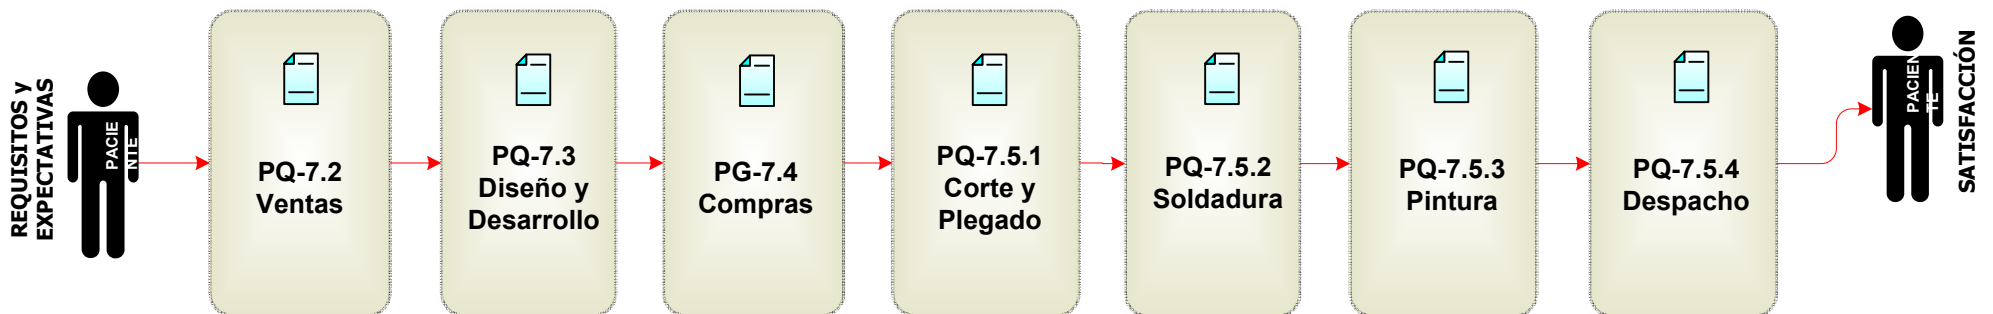 REQUISITOS y
EXPECTATIVAS
PACIE
NTE
PQ-7.2
Ventas
PQ-7.3
Diseño y
Desarrollo
PG-7.4
Compras
PQ-7.5.1
Corte y
Plegado
PQ-7.5.2
Soldadura
PQ-7.5.3
Pintura
PQ-7.5.4
Despacho
PACIEN
TE
SATISFACCIÓN